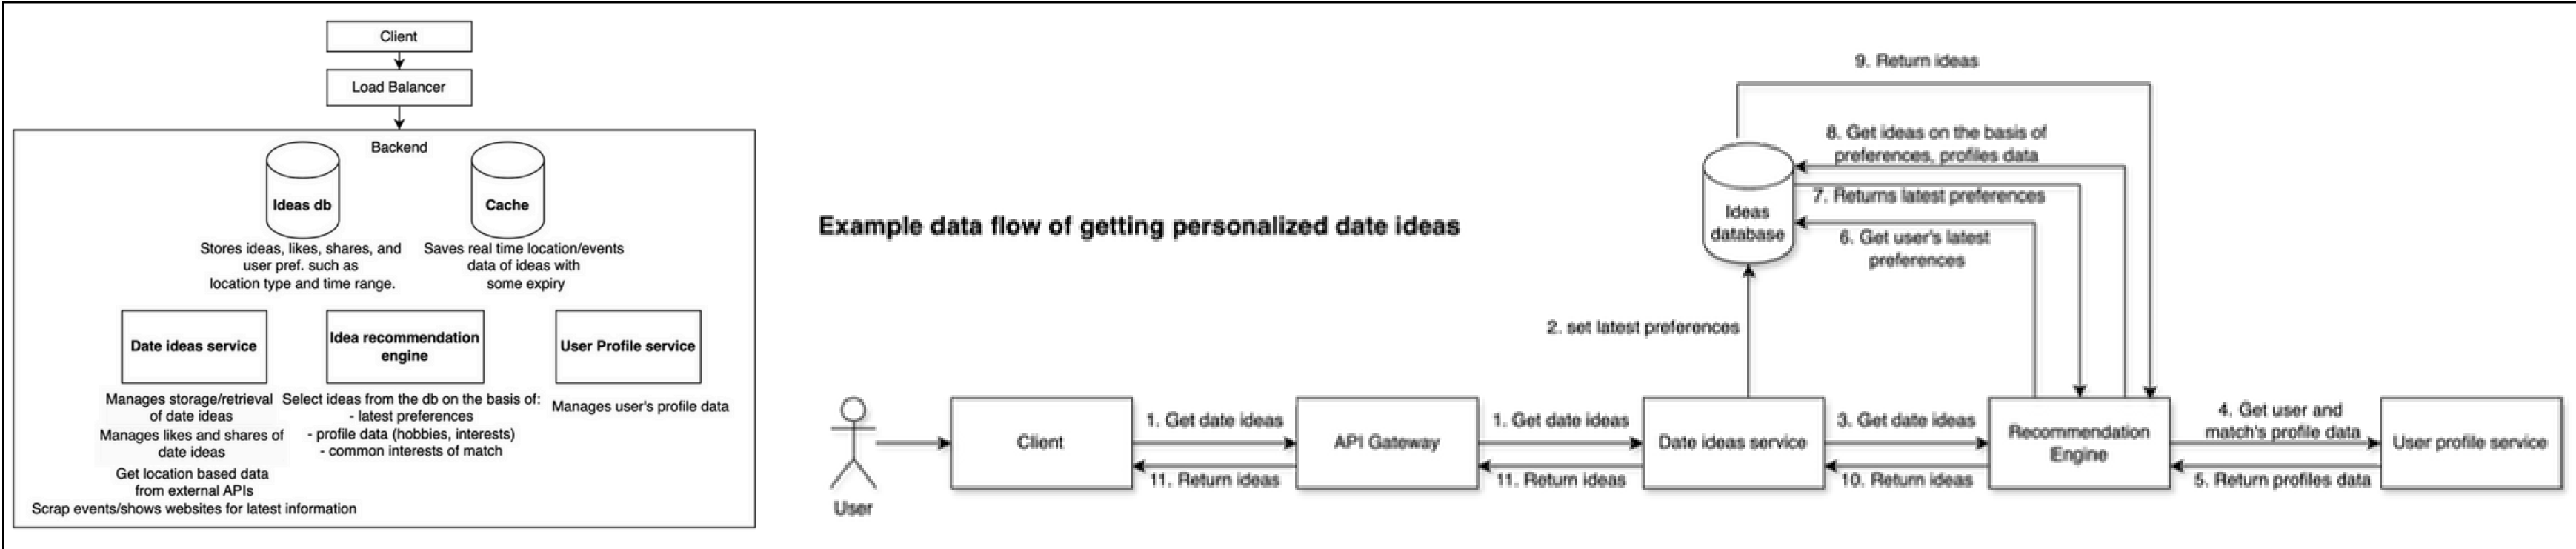 Client
Load Balancer
Backend
Ideas db
Stores ideas, likes, shares, and
user pref. such as
location type and time range.
Cache
Saves real time location/events
data of ideas with
some expiry
Date ideas service
Manages storage/retrieval
of date ideas
Manages likes and shares of
date ideas
Get location based data
from external APIs
Scrap events/shows websites for latest information
Idea recommendation
engine
Select ideas from the db on the basis of:
- latest preferences
- profile data (hobbies, interests)
- common interests of match
User Profile service
Manages user's profile data
Example data flow of getting personalized date ideas
9. Return ideas
8. Get ideas on the basis of
preferences, profiles data
7. Returns latest preferences
Ideas
database
6. Get user's latest
preferences
2. set latest preferences
User
Client
1. Get date ideas
11. Return ideas
API Gateway
1. Get date ideas
11. Return ideas
Date ideas service
3. Get date ideas
10. Return ideas
Recommendation
Engine
4. Get user and
match's profile data
5. Return profiles data
User profile service